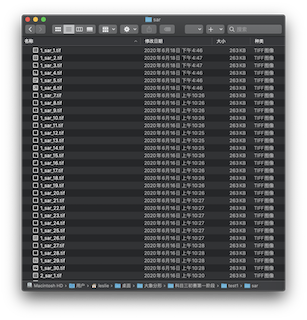 sar
搜索
名称 修改日期 大小 种类
1_sar_1.tif 2020年6月18日 下午4:46 263 KB TIFF图像
1_sar_2.tif 2020年6月18日 下午4:47 263 KB TIFF图像
1_sar_3.tif 2020年6月18日 下午4:47 263 KB TIFF图像
1_sar_4.tif 2020年6月18日 下午4:46 263 KB TIFF图像
1_sar_5.tif 2020年6月18日 下午4:46 263 KB TIFF图像
1_sar_6.tif 2020年6月18日 下午4:46 263 KB TIFF图像
1_sar_7.tif 2020年6月16日 上午10:28 263 KB TIFF图像
1_sar_8.tif 2020年6月16日 上午10:26 263 KB TIFF图像
1_sar_9.tif 2020年6月16日 上午10:28 263 KB TIFF图像
1_sar_10.tif 2020年6月16日 上午10:26 263 KB TIFF图像
1_sar_11.tif 2020年6月16日 上午10:26 263 KB TIFF图像
1_sar_12.tif 2020年6月16日 上午10:25 263 KB TIFF图像
1_sar_13.tif 2020年6月16日 上午10:25 263 KB TIFF图像
1_sar_14.tif 2020年6月16日 上午10:26 263 KB TIFF图像
1_sar_15.tif 2020年6月16日 上午10:28 263 KB TIFF图像
1_sar_16.tif 2020年6月16日 上午10:26 263 KB TIFF图像
1_sar_17.tif 2020年6月16日 上午10:26 263 KB TIFF图像
1_sar_18.tif 2020年6月16日 上午10:28 263 KB TIFF图像
1_sar_19.tif 2020年6月16日 上午10:28 263 KB TIFF图像
1_sar_20.tif 2020年6月16日 上午10:26 263 KB TIFF图像
1_sar_21.tif 2020年6月16日 上午10:27 263 KB TIFF图像
1_sar_22.tif 2020年6月16日 上午10:27 263 KB TIFF图像
1_sar_23.tif 2020年6月16日 上午10:28 263 KB TIFF图像
1_sar_24.tif 2020年6月16日 上午10:27 263 KB TIFF图像
1_sar_25.tif 2020年6月16日 上午10:27 263 KB TIFF图像
1_sar_26.tif 2020年6月16日 上午10:27 263 KB TIFF图像
1_sar_27.tif 2020年6月16日 上午10:28 263 KB TIFF图像
1_sar_28.tif 2020年6月16日 上午10:28 263 KB TIFF图像
1_sar_29.tif 2020年6月16日 上午10:28 263 KB TIFF图像
1_sar_30.tif 2020年6月16日 上午10:26 263 KB TIFF图像
2_sar_1.tif 2020年6月16日 上午10:28 263 KB TIFF图像
Macintosh HD 用户 leslie 桌面 大鱼分的 科目三初赛第一阶段 test1 sar